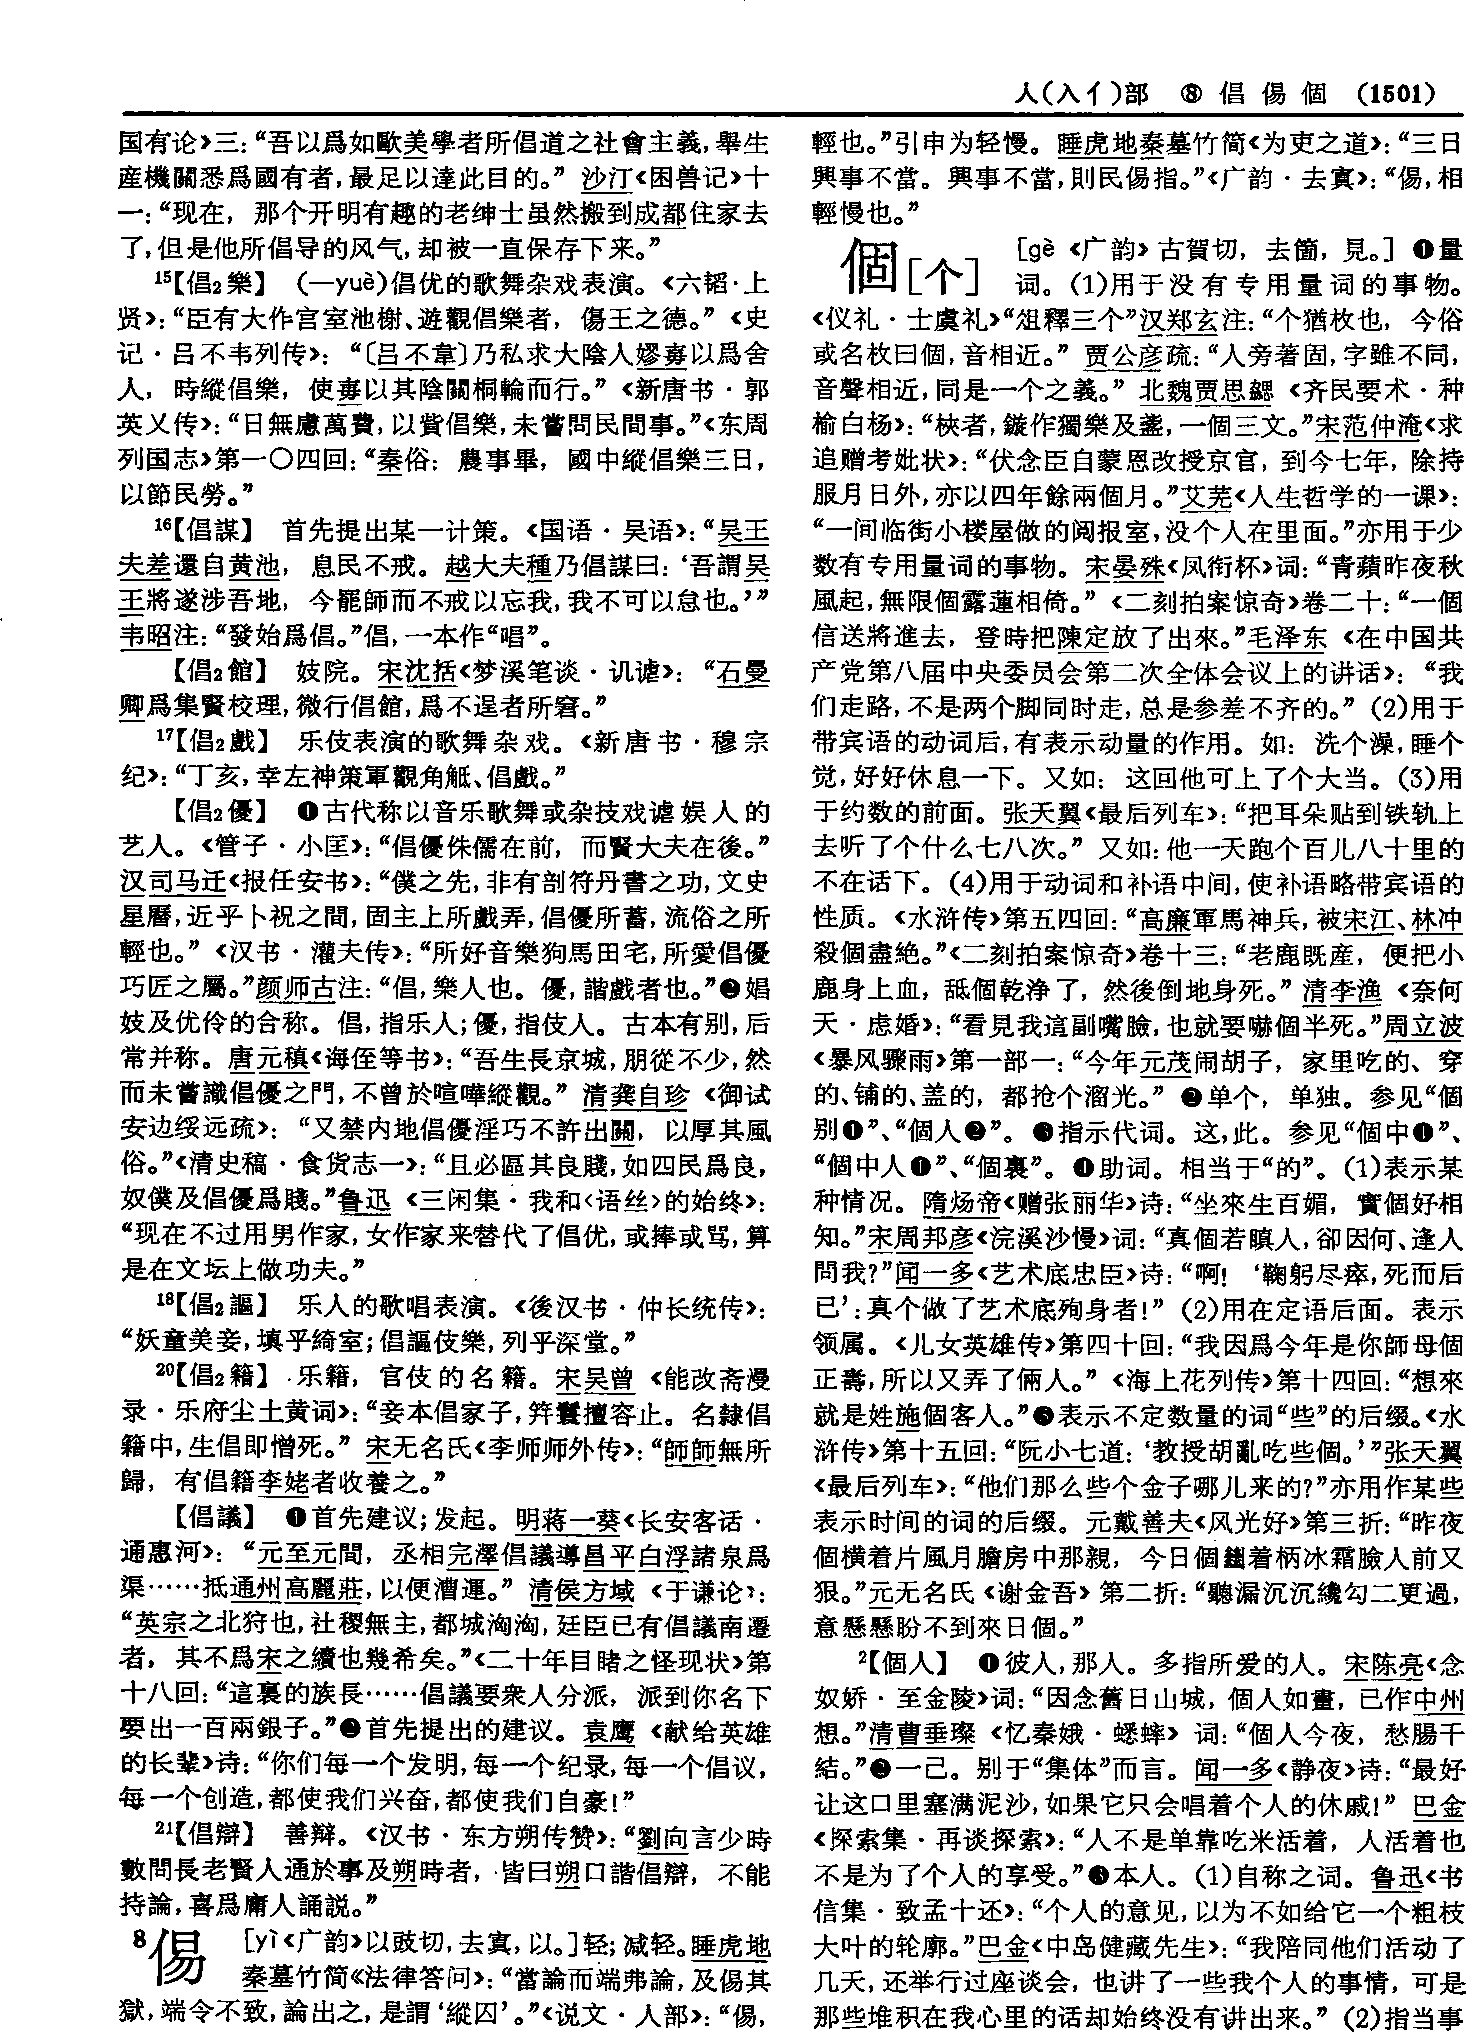 人(入亻)部　⑧　倡　傷　個　(1501)
国有论》三：“吾以爲如歐美學者所倡道之社會主義，舉生
産機關悉爲國有者，最足以達此目的。”　沙汀《困兽记》十
一：“现在，那个开明有趣的老绅士虽然搬到成都住家去
了，但是他所倡导的风气，却被一直保存下来。”
15【倡₂樂】　(—yuè)倡优的歌舞杂戏表演。《六韬·上
贤》：“臣有大作宫室池榭、遊觀倡樂者，傷王之德。”《史
记·吕不韦列传》：“〔吕不韋〕乃私求大陰人嫪毐以爲舍
人，時縱倡樂，使毐以其陰關桐輪而行。”《新唐书·郭
英乂传》：“日無慮萬費，以貲倡樂，未嘗問民間事。”《东周
列国志》第一〇四回：“秦俗：農事畢，國中縱倡樂三日，
以節民勞。”
16【倡謀】　首先提出某一计策。《国语·吴语》：“吴王
夫差還自黄池，息民不戒。越大夫種乃倡謀曰：‘吾謂吴
王將遂涉吾地，今罷師而不戒以忘我，我不可以怠也。’”
韦昭注：“發始爲倡。”倡，一本作“唱”。
【倡₂館】　妓院。宋沈括《梦溪笔谈·讥谑》：“石曼
卿爲集賢校理，微行倡館，爲不逞者所窘。”
17【倡₂戲】　乐伎表演的歌舞杂戏。《新唐书·穆宗
纪》：“丁亥，幸左神策軍觀角觝、倡戲。”
【倡₂優】　❶古代称以音乐歌舞或杂技戏谑娱人的
艺人。《管子·小匡》：“倡優侏儒在前，而賢大夫在後。”
汉司马迁《报任安书》：“僕之先，非有剖符丹書之功，文史
星曆，近乎卜祝之間，固主上所戲弄，倡優所蓄，流俗之所
輕也。”《汉书·灌夫传》：“所好音樂狗馬田宅，所愛倡優
巧匠之屬。”颜师古注：“倡，樂人也。優，諧戲者也。”❷娼
妓及优伶的合称。倡，指乐人；優，指伎人。古本有别，后
常并称。唐元稹《诲侄等书》：“吾生長京城，朋從不少，然
而未嘗識倡優之門，不曾於喧嘩縱觀。”清龚自珍《御试
安边绥远疏》：“又禁内地倡優淫巧不許出關，以厚其風
俗。”《清史稿·食货志一》：“且必區其良賤，如四民爲良，
奴僕及倡優爲賤。”鲁迅《三闲集·我和〈语丝〉的始终》：
“现在不过用男作家，女作家来替代了倡优，或捧或骂，算
是在文坛上做功夫。”
18【倡₂謳】　乐人的歌唱表演。《後汉书·仲长统传》：
“妖童美妾，填乎綺室；倡謳伎樂，列乎深堂。”
20【倡₂籍】　乐籍，官伎的名籍。宋吴曾《能改斋漫
录·乐府尘土黄词》：“妾本倡家子，笄鬟擅容止。名隸倡
籍中，生倡即憎死。”宋无名氏《李师师外传》：“師師無所
歸，有倡籍李姥者收養之。”
【倡議】　❶首先建议；发起。明蒋一葵《长安客话·
通惠河》：“元至元間，丞相完澤倡議導昌平白浮諸泉爲
渠……抵通州高麗莊，以便漕運。”清侯方域《于谦论》：
“英宗之北狩也，社稷無主，都城洶洶，廷臣已有倡議南遷
者，其不爲宋之續也幾希矣。”《二十年目睹之怪现状》第
十八回：“這裏的族長……倡議要衆人分派，派到你名下
要出一百兩銀子。”❷首先提出的建议。袁鹰《献给英雄
的长辈》诗：“你们每一个发明，每一个纪录，每一个倡议，
每一个创造，都使我们兴奋，都使我们自豪！”
21【倡辯】　善辩。《汉书·东方朔传赞》：“劉向言少時
數問長老賢人通於事及朔時者，皆曰朔口諧倡辯，不能
持論，喜爲庸人誦説。”
8 㑥　[yì《广韵》以豉切，去寘，以。]轻；减轻。睡虎地
秦墓竹简《法律答问》：“當論而端弗論，及㑥其
獄，端令不致，論出之，是謂‘縱囚’。”《说文·人部》：“㑥，
輕也。”引申为轻慢。睡虎地秦墓竹简《为吏之道》：“三日
興事不當。興事不當，則民㑥指。”《广韵·去寘》：“㑥，相
輕慢也。”
個[个]　[gè《广韵》古賀切，去箇，見。]❶量
词。(1)用于没有专用量词的事物。
《仪礼·士虞礼》“俎釋三个”汉郑玄注：“个猶枚也，今俗
或名枚曰個，音相近。”贾公彦疏：“人旁著固，字雖不同，
音聲相近，同是一个之義。”北魏贾思勰《齐民要术·种
榆白杨》：“梜者，鏇作獨樂及盞，一個三文。”宋范仲淹《求
追赠考妣状》：“伏念臣自蒙恩改授京官，到今七年，除持
服月日外，亦以四年餘兩個月。”艾芜《人生哲学的一课》：
“一间临街小楼屋做的阅报室，没个人在里面。”亦用于少
数有专用量词的事物。宋晏殊《凤衔杯》词：“青蘋昨夜秋
風起，無限個露蓮相倚。”《二刻拍案惊奇》卷二十：“一個
信送將進去，登時把陳定放了出來。”毛泽东《在中国共
产党第八届中央委员会第二次全体会议上的讲话》：“我
们走路，不是两个脚同时走，总是参差不齐的。”(2)用于
带宾语的动词后，有表示动量的作用。如：洗个澡，睡个
觉，好好休息一下。又如：这回他可上了个大当。(3)用
于约数的前面。张天翼《最后列车》：“把耳朵贴到铁轨上
去听了个什么七八次。”又如：他一天跑个百儿八十里的
不在话下。(4)用于动词和补语中间，使补语略带宾语的
性质。《水浒传》第五四回：“高廉軍馬神兵，被宋江、林冲
殺個盡絶。”《二刻拍案惊奇》卷十三：“老鹿既産，便把小
鹿身上血，舐個乾淨了，然後倒地身死。”清李渔《奈何
天·虑婚》：“看見我這副嘴臉，也就要嚇個半死。”周立波
《暴风骤雨》第一部一：“今年元茂闹胡子，家里吃的、穿
的、铺的、盖的，都抢个溜光。”❷单个，单独。参见“個
别❶”、“個人❷”。❸指示代词。这，此。参见“個中❶”、
“個中人❶”、“個裏”。❹助词。相当于“的”。(1)表示某
种情况。隋炀帝《赠张丽华》诗：“坐來生百媚，實個好相
知。”宋周邦彦《浣溪沙慢》词：“真個若瞋人，卻因何、逢人
問我？”闻一多《艺术底忠臣》诗：“啊！‘鞠躬尽瘁，死而后
已’：真个做了艺术底殉身者！”(2)用在定语后面。表示
领属。《儿女英雄传》第四十回：“我因爲今年是你師母個
正壽，所以又弄了倆人。”《海上花列传》第十四回：“想來
就是姓施個客人。”❺表示不定数量的词“些”的后缀。《水
浒传》第十五回：“阮小七道：‘教授胡亂吃些個。’”张天翼
《最后列车》：“他们那么些个金子哪儿来的？”亦用作某些
表示时间的词的后缀。元戴善夫《风光好》第三折：“昨夜
個横着片風月膽房中那親，今日個着柄冰霜臉人前又
狠。”元无名氏《谢金吾》第二折：“聽漏沉沉纔勾二更過，
意懸懸盼不到來日個。”
2【個人】　❶彼人，那人。多指所爱的人。宋陈亮《念
奴娇·至金陵》词：“因念舊日山城，個人如畫，已作中州
想。”清曹垂璨《忆秦娥·蟋蟀》词：“個人今夜，愁腸千
結。”❷一己。别于“集体”而言。闻一多《静夜》诗：“最好
让这口里塞满泥沙，如果它只会唱着个人的休戚！”巴金
《探索集·再谈探索》：“人不是单靠吃米活着，人活着也
不是为了个人的享受。”❸本人。(1)自称之词。鲁迅《书
信集·致孟十还》：“个人的意见，以为不如给它一个粗枝
大叶的轮廓。”巴金《中岛健藏先生》：“我陪同他们活动了
几天，还举行过座谈会，也讲了一些我个人的事情，可是
那些堆积在我心里的话却始终没有讲出来。”(2)指当事